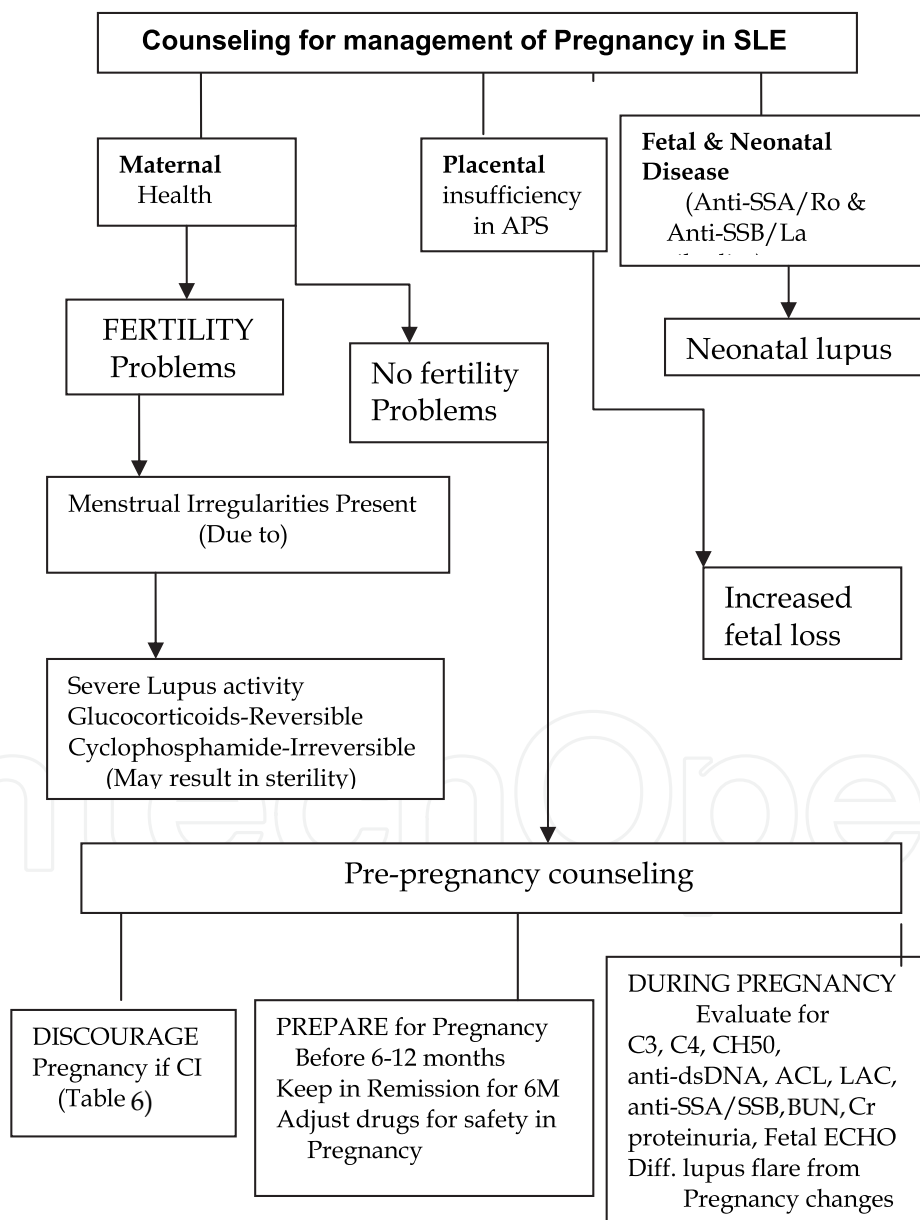 Counseling for management of Pregnancy in SLE
Maternal
Health
Placental
insufficiency
in APS
Fetal & Neonatal
Disease
(Anti-SSA/Ro &
Anti-SSB/La
FERTILITY
Problems
No fertility
Problems
Neonatal lupus
Menstrual Irregularities Present
(Due to)
Increased
fetal loss
Severe Lupus activity
Glucocorticoids-Reversible
Cyclophosphamide-Irreversible
(May result in sterility)
Pre-pregnancy counseling
DISCOURAGE
Pregnancy if CI
(Table 6)
PREPARE for Pregnancy
Before 6-12 months
Keep in Remission for 6M
Adjust drugs for safety in
Pregnancy
DURING PREGNANCY
Evaluate for
C3, C4, CH50,
anti-dsDNA, ACL, LAC,
anti-SSA/SSB, BUN, Cr
proteinuria, Fetal ECHO
Diff. lupus flare from
Pregnancy changes